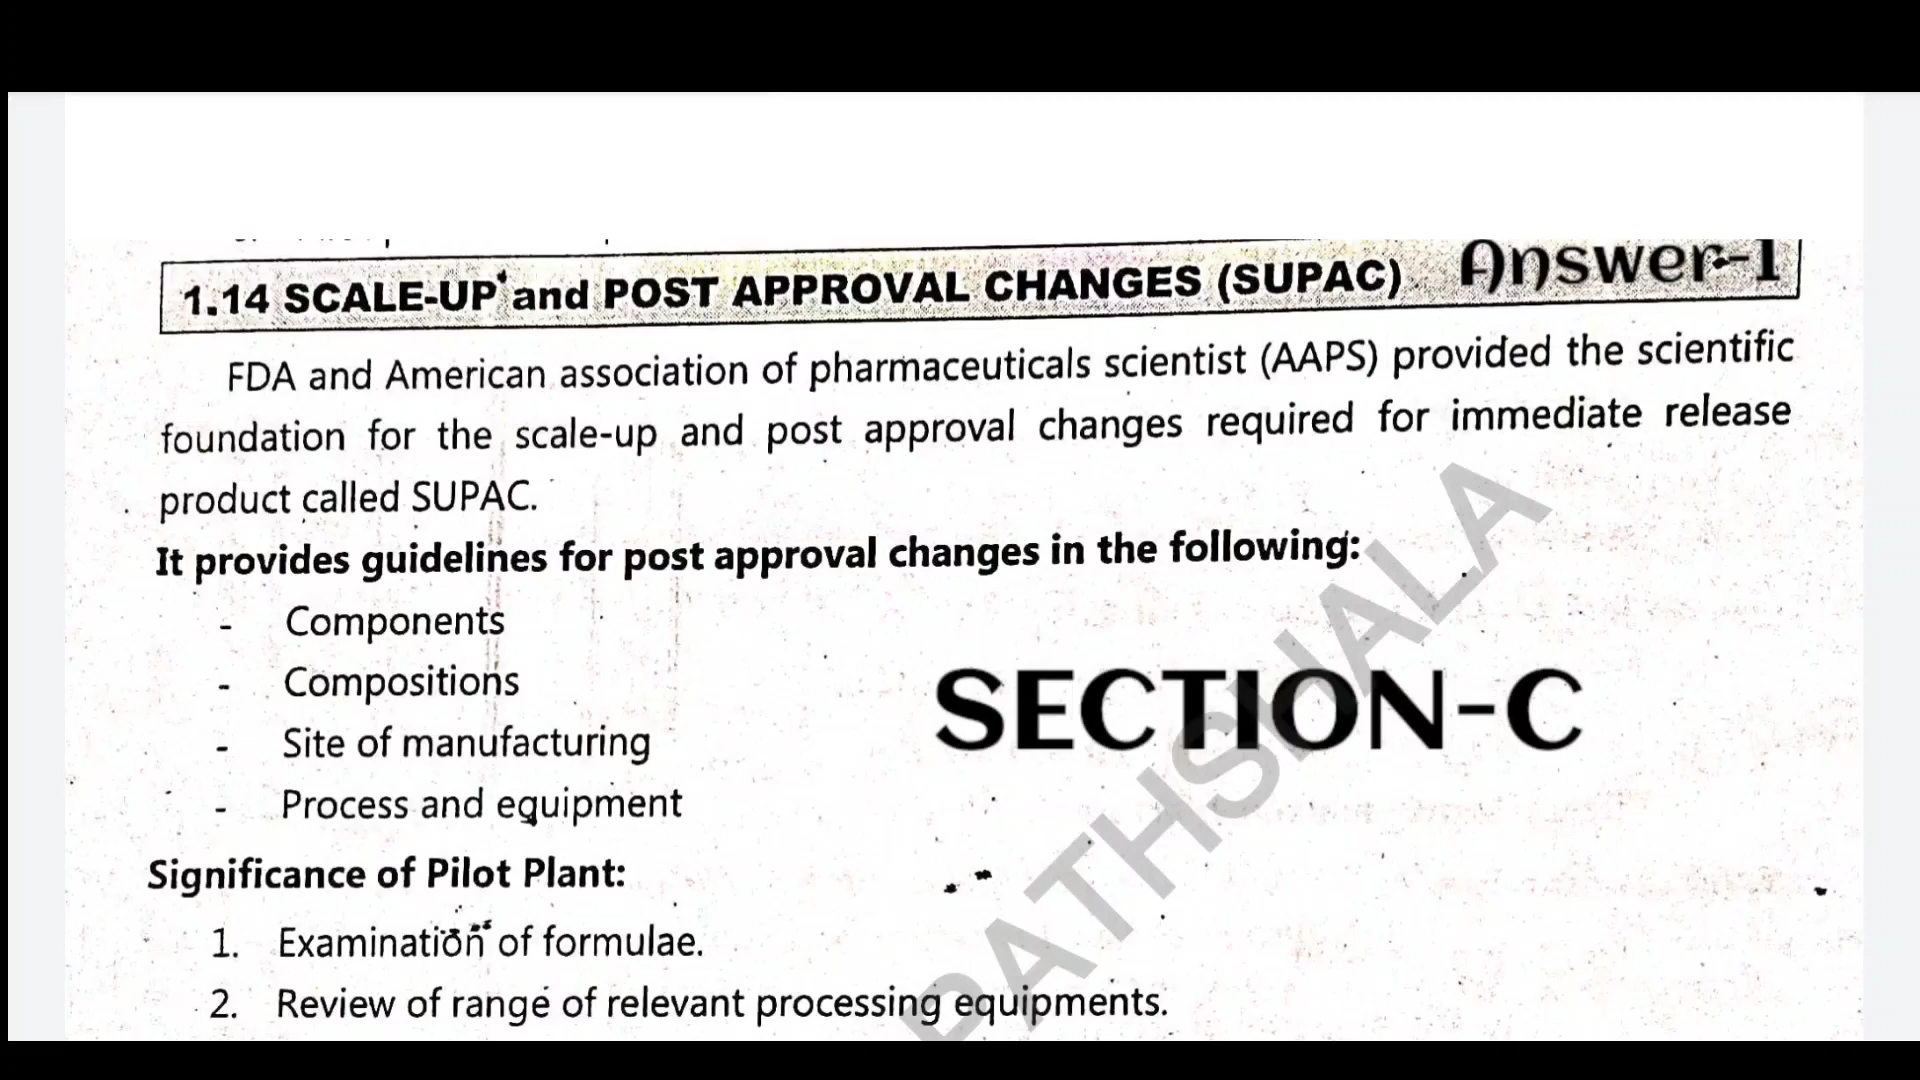 1.14 SCALE-UP and POST APPROVAL CHANGES (SUPAC) Answer-1
FDA and American association of pharmaceuticals scientist (AAPS) provided the scientific
foundation for the scale-up and post approval changes required for immediate release
product called SUPAC.
It provides guidelines for post approval changes in the following:
- Components
- Compositions
- Site of manufacturing
- Process and equipment
SECTION-C
Significance of Pilot Plant:
1. Examination of formulae.
2. Review of range of relevant processing equipments.
PATHSHALA